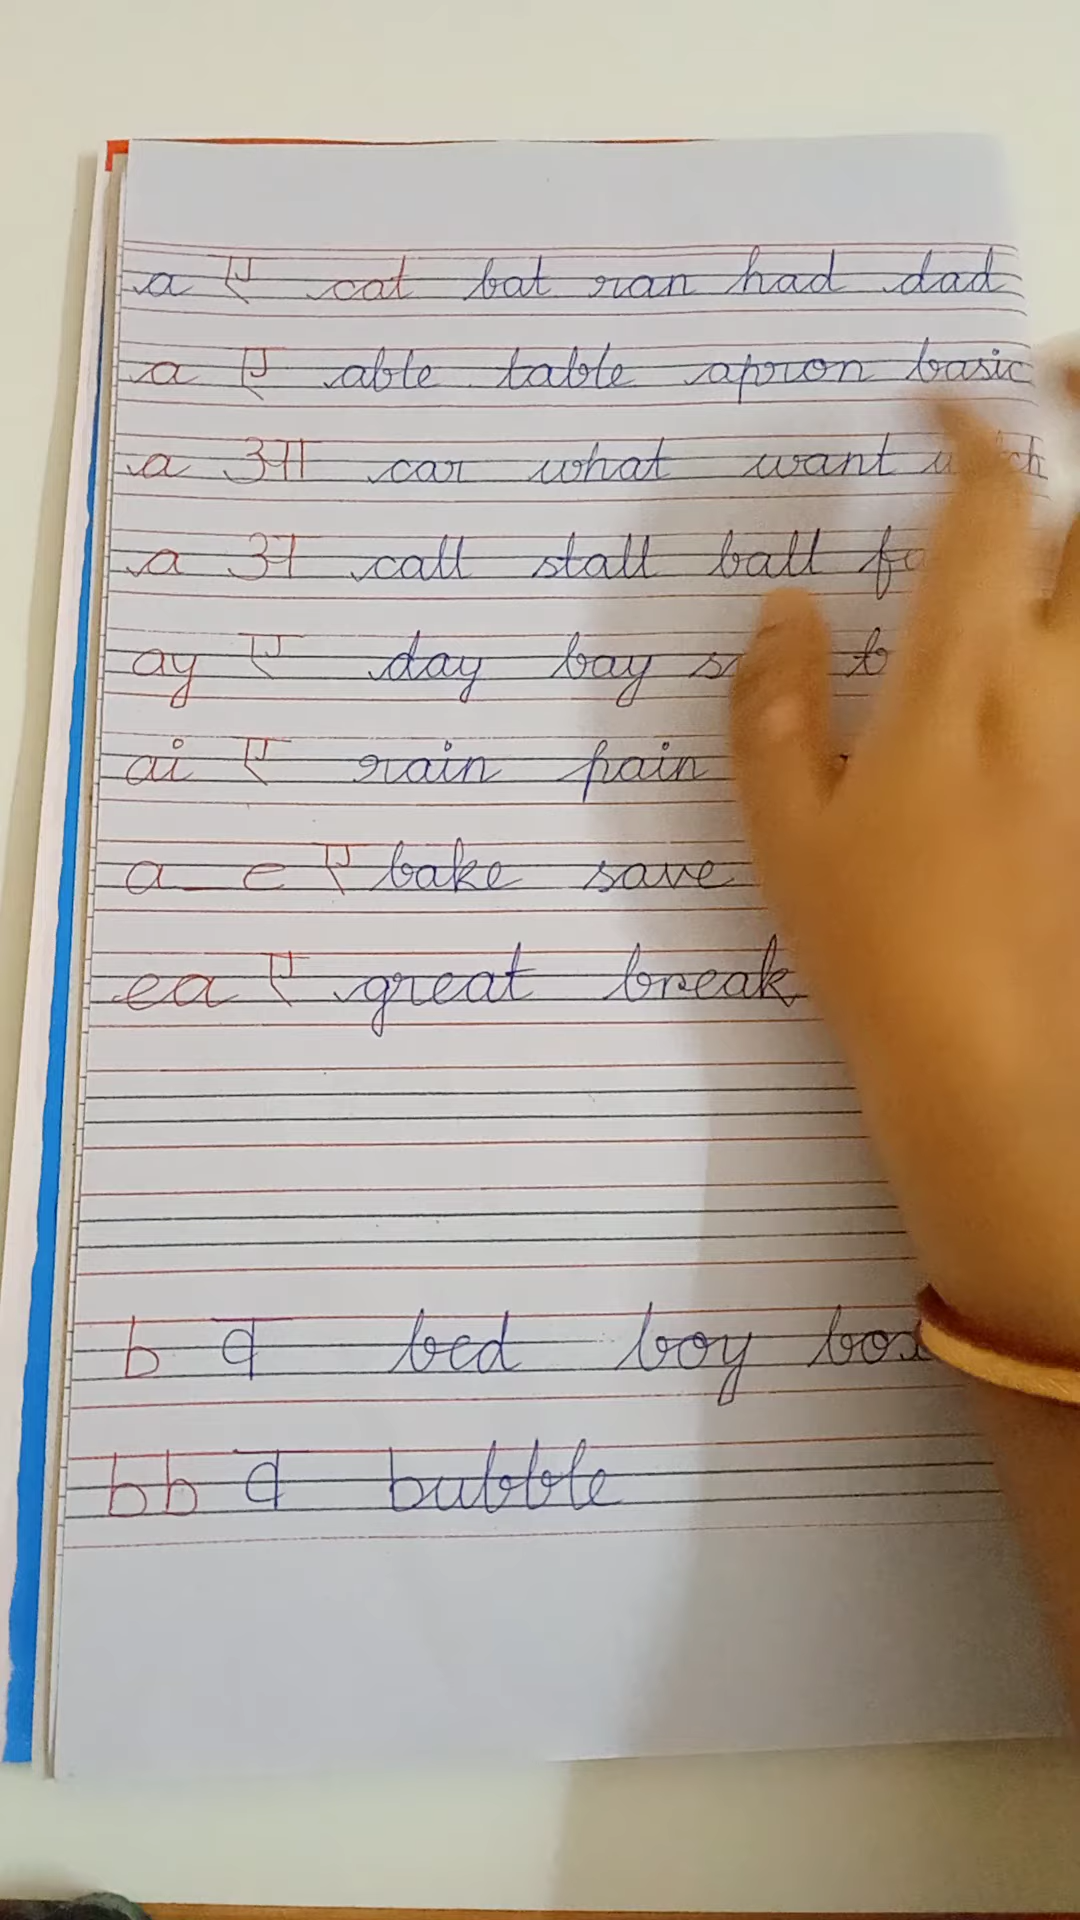 a ए cat bat ran had dad
a ए able table apron basic
a आ car what want
a अ call stall ball
ay ए day bay
ai ए rain pain
a_e ए bake save
ea ए great break
b ब bed boy box
bb ब bubble